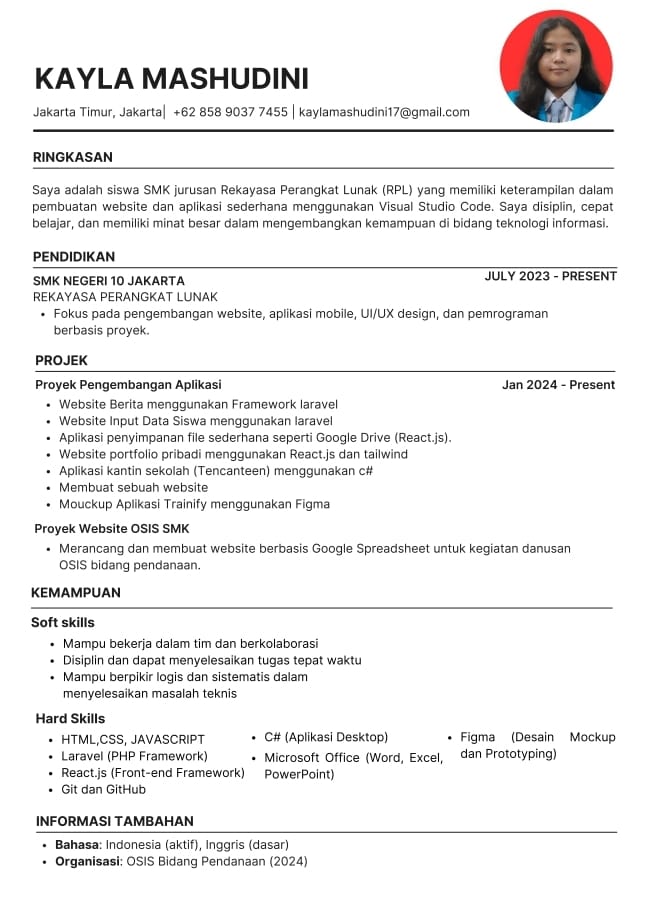 KAYLA MASHUDINI
Jakarta Timur, Jakarta| +62 858 9037 7455 | kaylamashudini17@gmail.com
RINGKASAN
Saya adalah siswa SMK jurusan Rekayasa Perangkat Lunak (RPL) yang memiliki keterampilan dalam
pembuatan website dan aplikasi sederhana menggunakan Visual Studio Code. Saya disiplin, cepat
belajar, dan memiliki minat besar dalam mengembangkan kemampuan di bidang teknologi informasi.
PENDIDIKAN
SMK NEGERI 10 JAKARTA
JULY 2023 - PRESENT
REKAYASA PERANGKAT LUNAK
• Fokus pada pengembangan website, aplikasi mobile, UI/UX design, dan pemrograman
berbasis proyek.
PROJEK
Proyek Pengembangan Aplikasi
Jan 2024 - Present
• Website Berita menggunakan Framework laravel
• Website Input Data Siswa menggunakan laravel
• Aplikasi penyimpanan file sederhana seperti Google Drive (React.js).
• Website portfolio pribadi menggunakan React.js dan tailwind
• Aplikasi kantin sekolah (Tencanteen) menggunakan c#
• Membuat sebuah website
• Mouckup Aplikasi Trainify menggunakan Figma
Proyek Website OSIS SMK
• Merancang dan membuat website berbasis Google Spreadsheet untuk kegiatan danusan
OSIS bidang pendanaan.
KEMAMPUAN
Soft skills
• Mampu bekerja dalam tim dan berkolaborasi
• Disiplin dan dapat menyelesaikan tugas tepat waktu
• Mampu berpikir logis dan sistematis dalam
menyelesaikan masalah teknis
Hard Skills
• HTML,CSS, JAVASCRIPT
• Laravel (PHP Framework)
• React.js (Front-end Framework)
• Git dan GitHub
• C# (Aplikasi Desktop)
• Microsoft Office (Word, Excel,
PowerPoint)
• Figma (Desain Mockup
dan Prototyping)
INFORMASI TAMBAHAN
• Bahasa: Indonesia (aktif), Inggris (dasar)
• Organisasi: OSIS Bidang Pendanaan (2024)